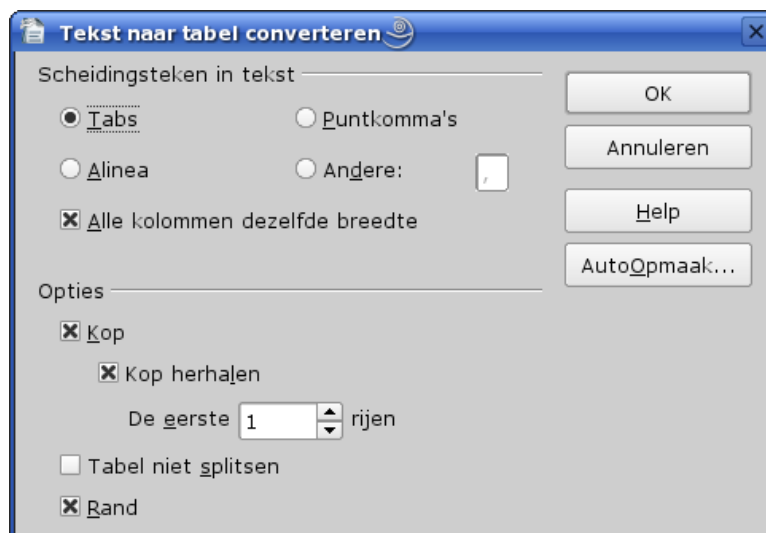 Tekst naar tabel converteren
Scheidingsteken in tekst
OK
Tabs
Puntkomma's
Annuleren
Alinea
Andere:
,
Alle kolommen dezelfde breedte
Help
AutoOpmaak...
Opties
Kop
Kop herhalen
De eerste 1 rijen
Tabel niet splitsen
Rand